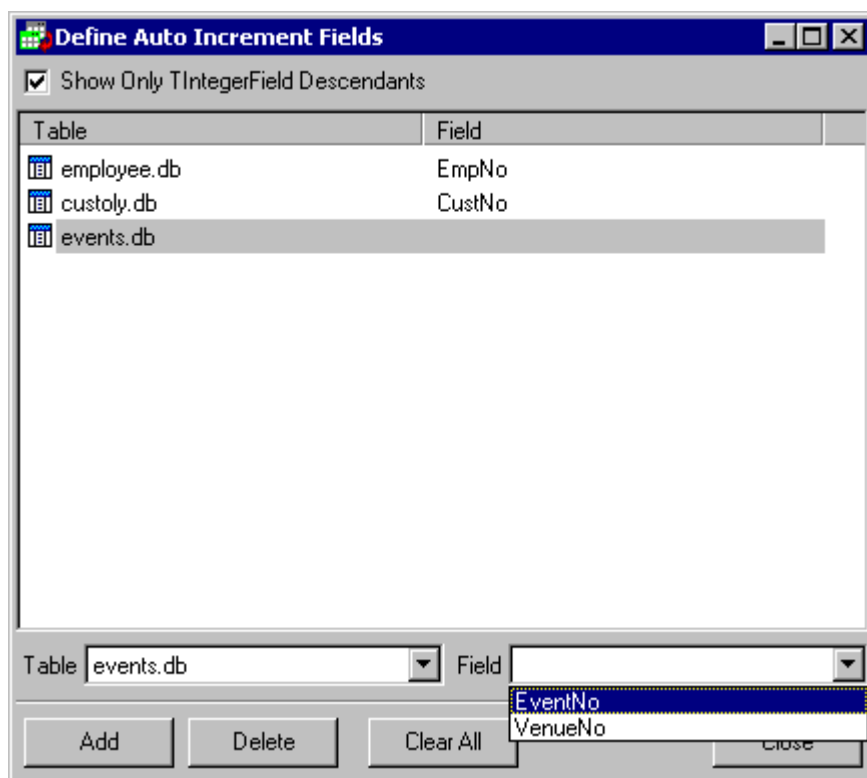 Define Auto Increment Fields
Show Only TIntegerField Descendants
Table Field
employee.db EmpNo
custoly.db CustNo
events.db
Table events.db Field
EventNo
VenueNo
Add Delete Clear All Close